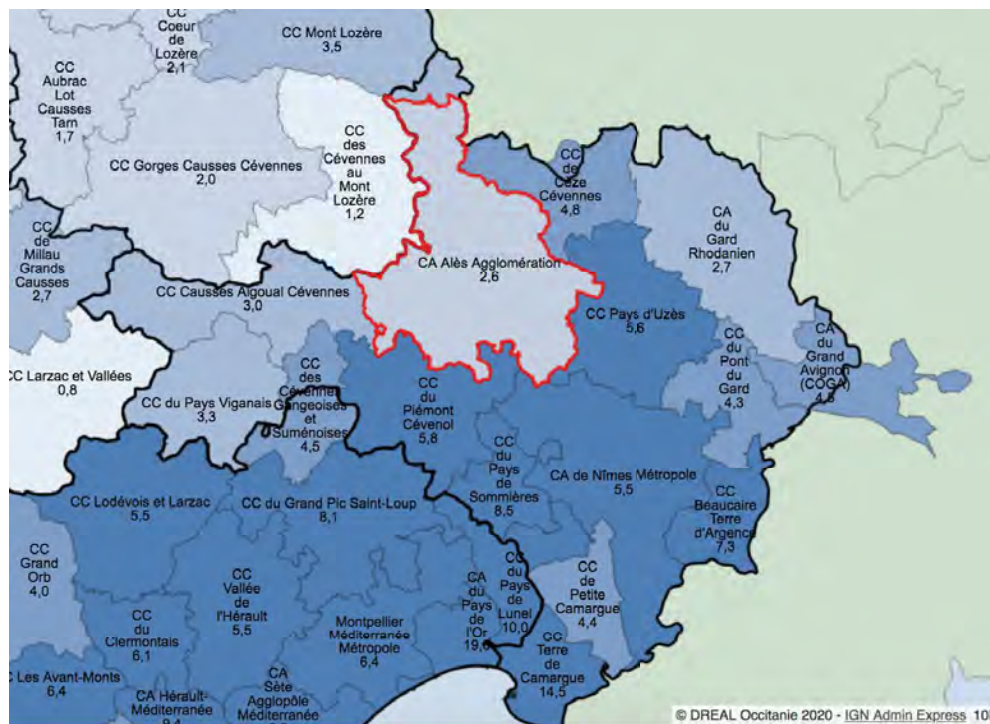 CC
Coeur
de
Lozère
2,1
CC Mont Lozère
3,5
CC
Aubrac
Lot
Causses
Tarn
1,7
CC
des
Cévennes
au
Mont
Lozère
1,2
CC Gorges Causses Cévennes
2,0
CC
de
Cèze
Cévennes
4,8
CA
du
Gard
Rhodanien
2,7
CC
de
Millau
Grands
Causses
2,7
CA Alès Agglomération
2,6
CC Causses Aigoual Cévennes
3,0
CC Pays d'Uzès
5,6
CC
du
Pont
du
Gard
4,3
CA
du
Grand
Avignon
(COGA)
CC Larzac et Vallées
0,8
CC du Pays Viganais
3,3
CC
des
Cévennes
Gangeoises
et
Suménoises
4,5
CC
du
Piémont
Cévenol
5,8
CC
du
Pays
de
Sommières
8,5
CA de Nîmes Métropole
5,5
CC
Beaucaire
Terre
d'Argence
7,3
CC Lodévois et Larzac
5,5
CC du Grand Pic Saint-Loup
8,1
CC
Grand
Orb
4,0
CC
Vallée
de
l'Hérault
5,5
CC
du
Clermontais
6,1
Montpellier
Méditerranée
Métropole
6,4
CA
du
Pays
de
l'Or
CC
du
Pays
de
Lunel
10,0
CC
de
Petite
Camargue
4,4
CC
Terre
de
Camargue
14,5
Les Avant-Monts
6,4
CA Hérault-
Méditerranée
CA
Sète
Agglopôle
Méditerranée
© DREAL Occitanie 2020 - IGN Admin Express 10